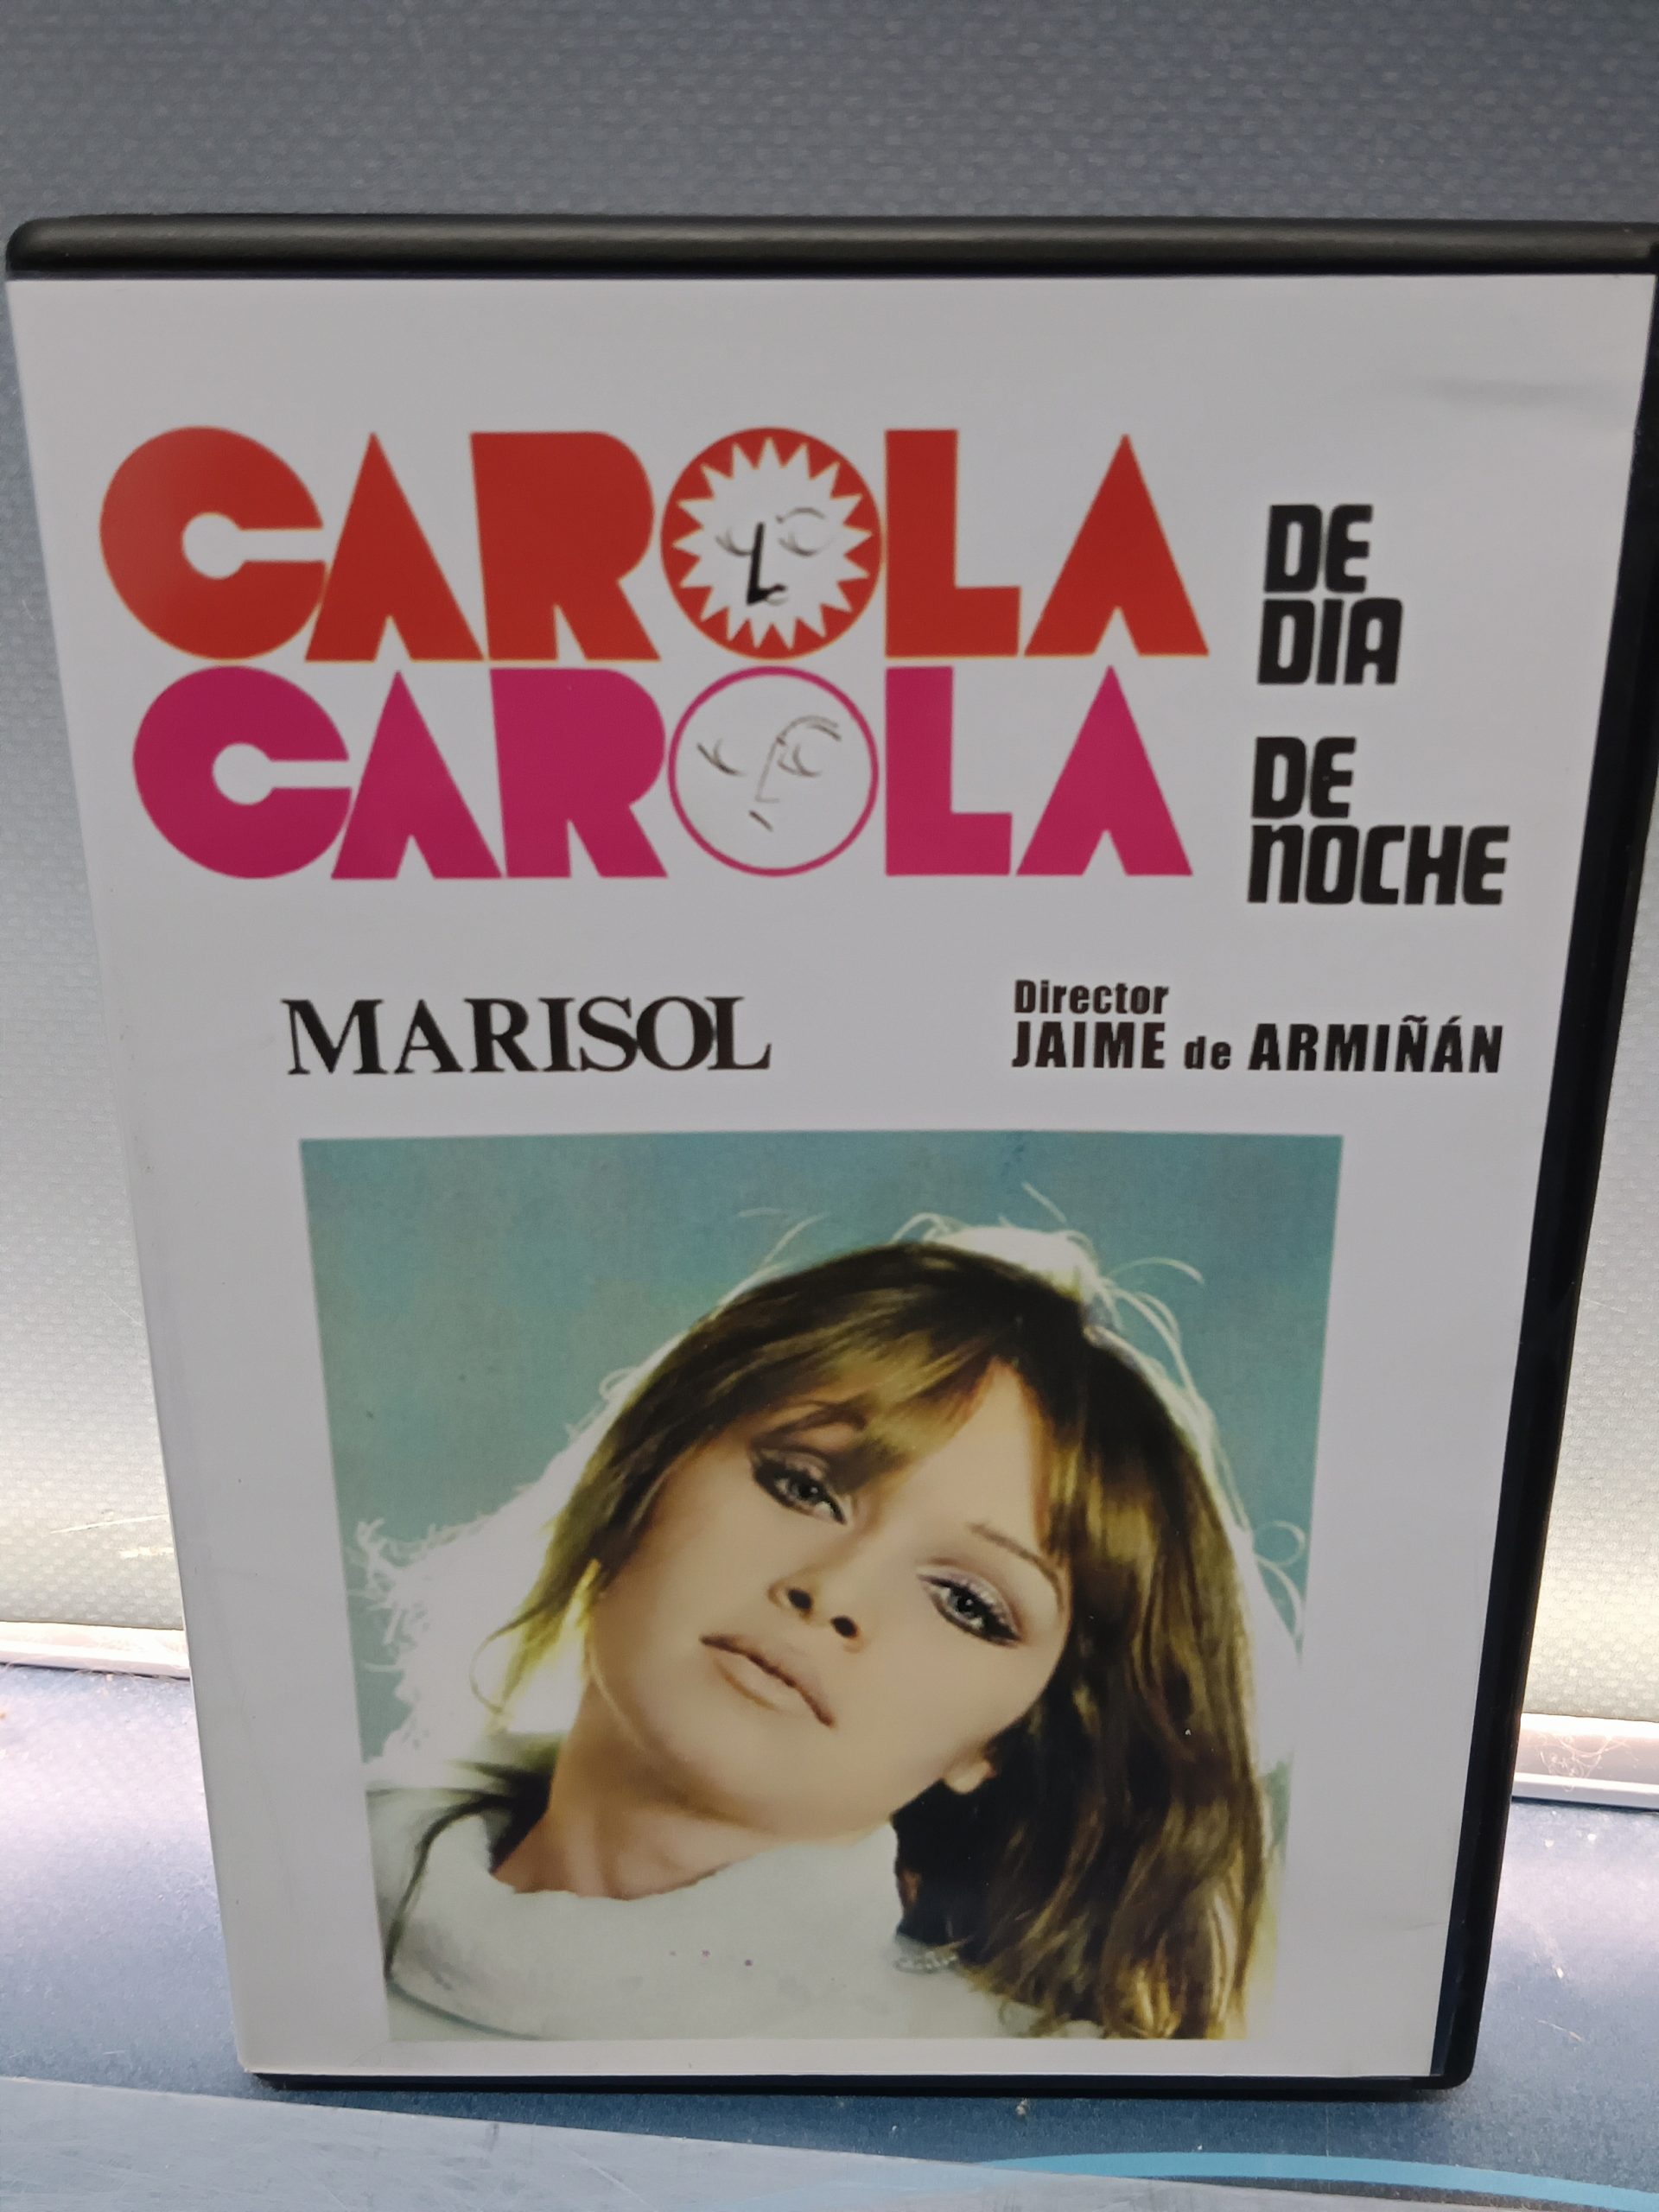 CAROLA DE DIA
CAROLA DE NOCHE
MARISOL
Director
JAIME de ARMIÑÁN